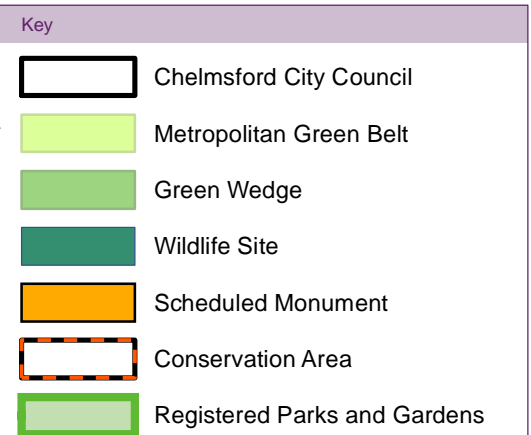 Key
Chelmsford City Council
Metropolitan Green Belt
Green Wedge
Wildlife Site
Scheduled Monument
Conservation Area
Registered Parks and Gardens